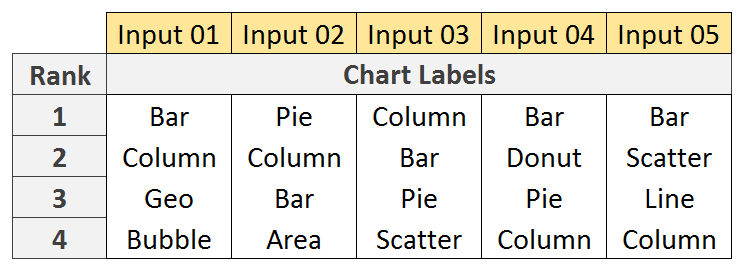 Input 01 Input 02 Input 03 Input 04 Input 05
Rank Chart Labels
1 Bar Pie Column Bar Bar
2 Column Column Bar Donut Scatter
3 Geo Bar Pie Pie Line
4 Bubble Area Scatter Column Column